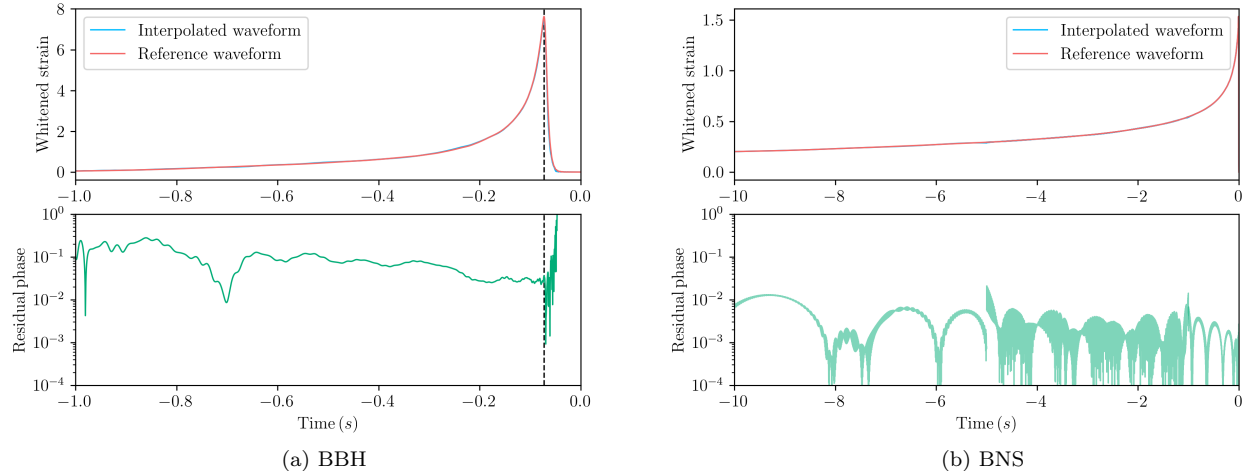 8
6
4
2
0
Whitened strain
Interpolated waveform
Reference waveform
−1.0 −0.8 −0.6 −0.4 −0.2 0.0
10^0
10^−1
10^−2
10^−3
10^−4
Residual phase
−1.0 −0.8 −0.6 −0.4 −0.2 0.0
Time (s)
(a) BBH
1.5
1.0
0.5
0.0
Whitened strain
Interpolated waveform
Reference waveform
−10 −8 −6 −4 −2 0
10^0
10^−1
10^−2
10^−3
10^−4
Residual phase
−10 −8 −6 −4 −2 0
Time (s)
(b) BNS